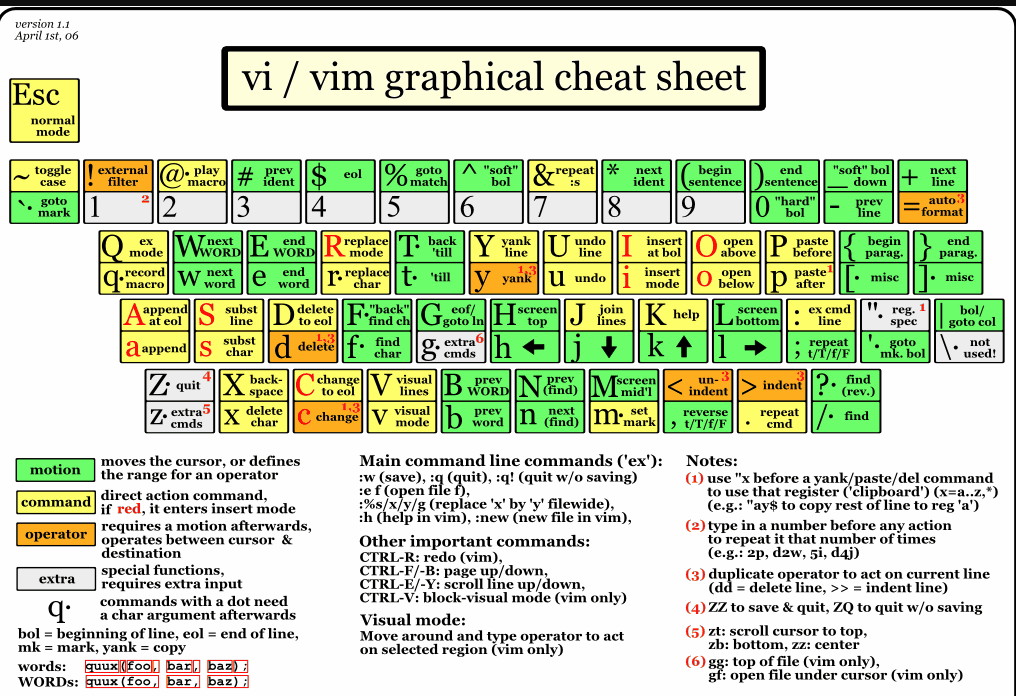 version 1.1
April 1st, 06
vi / vim graphical cheat sheet
Esc
normal
mode
~ toggle case
! external filter
@· play macro
# prev ident
$ eol
% goto match
^ "soft" bol
& repeat :s
* next ident
( begin sentence
) end sentence
_ "soft" bol down
+ next line
`· goto mark
1 2
2
3
4
5
6
7
8
9
0 "hard" bol
- prev line
= auto format 3
Q ex mode
W next WORD
E end WORD
R replace mode
T· back 'till
Y yank line
U undo line
I insert at bol
O open above
P paste before
{ begin parag.
} end parag.
q· record macro
w next word
e end word
r· replace char
t· 'till
y yank 1,3
u undo
i insert mode
o open below
p paste after 1
[· misc
]· misc
A append at eol
S subst line
D delete to eol
F· "back" find ch
G eof/ goto ln
H screen top
J join lines
K help
L screen bottom
: ex cmd line
"· reg. spec 1
| bol/ goto col
a append
s subst char
d delete 1,3
f· find char
g· extra cmds 6
h ←
j ↓
k ↑
l →
; repeat t/T/f/F
'· goto mk. bol
\· not used!
Z· quit 4
X back-space
C change to eol
V visual lines
B prev WORD
N prev (find)
M screen mid'l
< un-indent 3
> indent 3
?· find (rev.)
z· extra cmds 5
x delete char
c change 1,3
v visual mode
b prev word
n next (find)
m· set mark
, reverse t/T/f/F
. repeat cmd
/· find
motion
moves the cursor, or defines
the range for an operator
command
direct action command,
if red, it enters insert mode
operator
requires a motion afterwards,
operates between cursor &
destination
extra
special functions,
requires extra input
q·
commands with a dot need
a char argument afterwards
bol = beginning of line, eol = end of line,
mk = mark, yank = copy
words: quux(foo, bar, baz);
WORDs: quux(foo, bar, baz);
Main command line commands ('ex'):
:w (save), :q (quit), :q! (quit w/o saving)
:e f (open file f),
:%s/x/y/g (replace 'x' by 'y' filewide),
:h (help in vim), :new (new file in vim),
Other important commands:
CTRL-R: redo (vim),
CTRL-F/-B: page up/down,
CTRL-E/-Y: scroll line up/down,
CTRL-V: block-visual mode (vim only)
Visual mode:
Move around and type operator to act
on selected region (vim only)
Notes:
(1) use "x before a yank/paste/del command
to use that register ('clipboard') (x=a..z,*)
(e.g.: "ay$ to copy rest of line to reg 'a')
(2) type in a number before any action
to repeat it that number of times
(e.g.: 2p, d2w, 5i, d4j)
(3) duplicate operator to act on current line
(dd = delete line, >> = indent line)
(4) ZZ to save & quit, ZQ to quit w/o saving
(5) zt: scroll cursor to top,
zb: bottom, zz: center
(6) gg: top of file (vim only),
gf: open file under cursor (vim only)